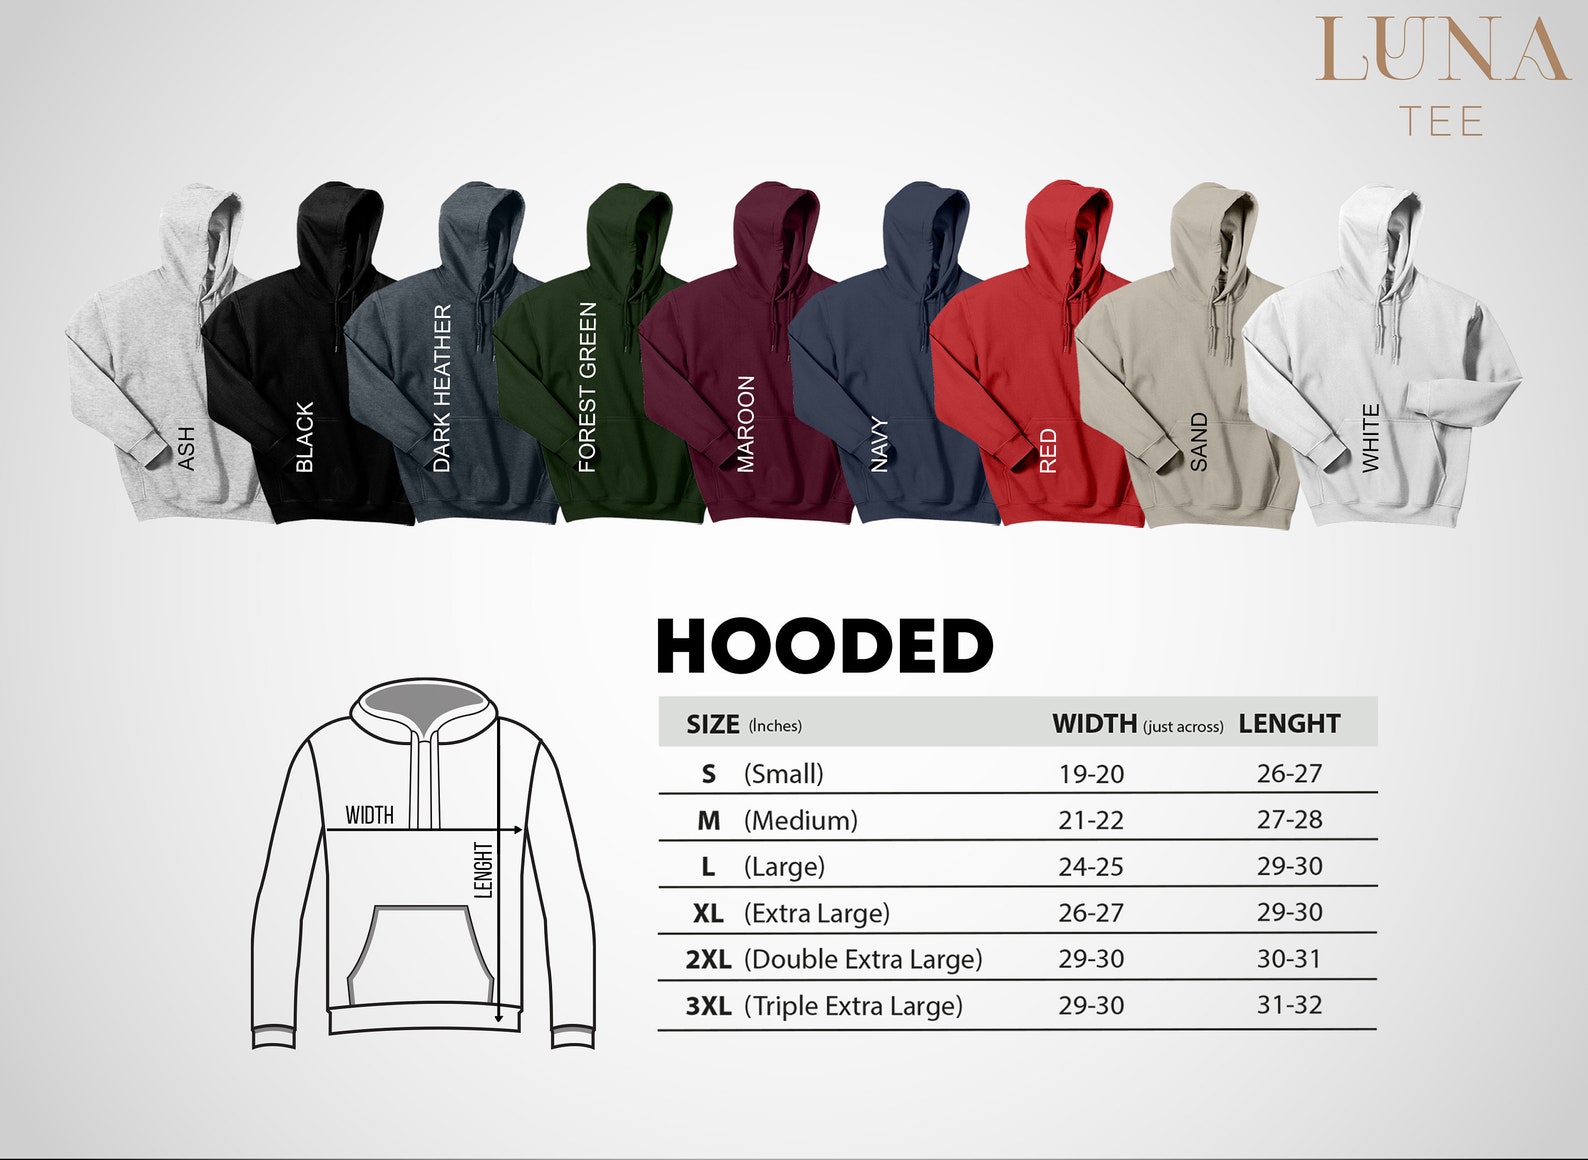 LUNA
TEE
ASH
BLACK
DARK HEATHER
FOREST GREEN
MAROON
NAVY
RED
SAND
WHITE
HOODED
SIZE (Inches) WIDTH (just across) LENGHT
S (Small) 19-20 26-27
M (Medium) 21-22 27-28
L (Large) 24-25 29-30
XL (Extra Large) 26-27 29-30
2XL (Double Extra Large) 29-30 30-31
3XL (Triple Extra Large) 29-30 31-32
WIDTH
LENGHT